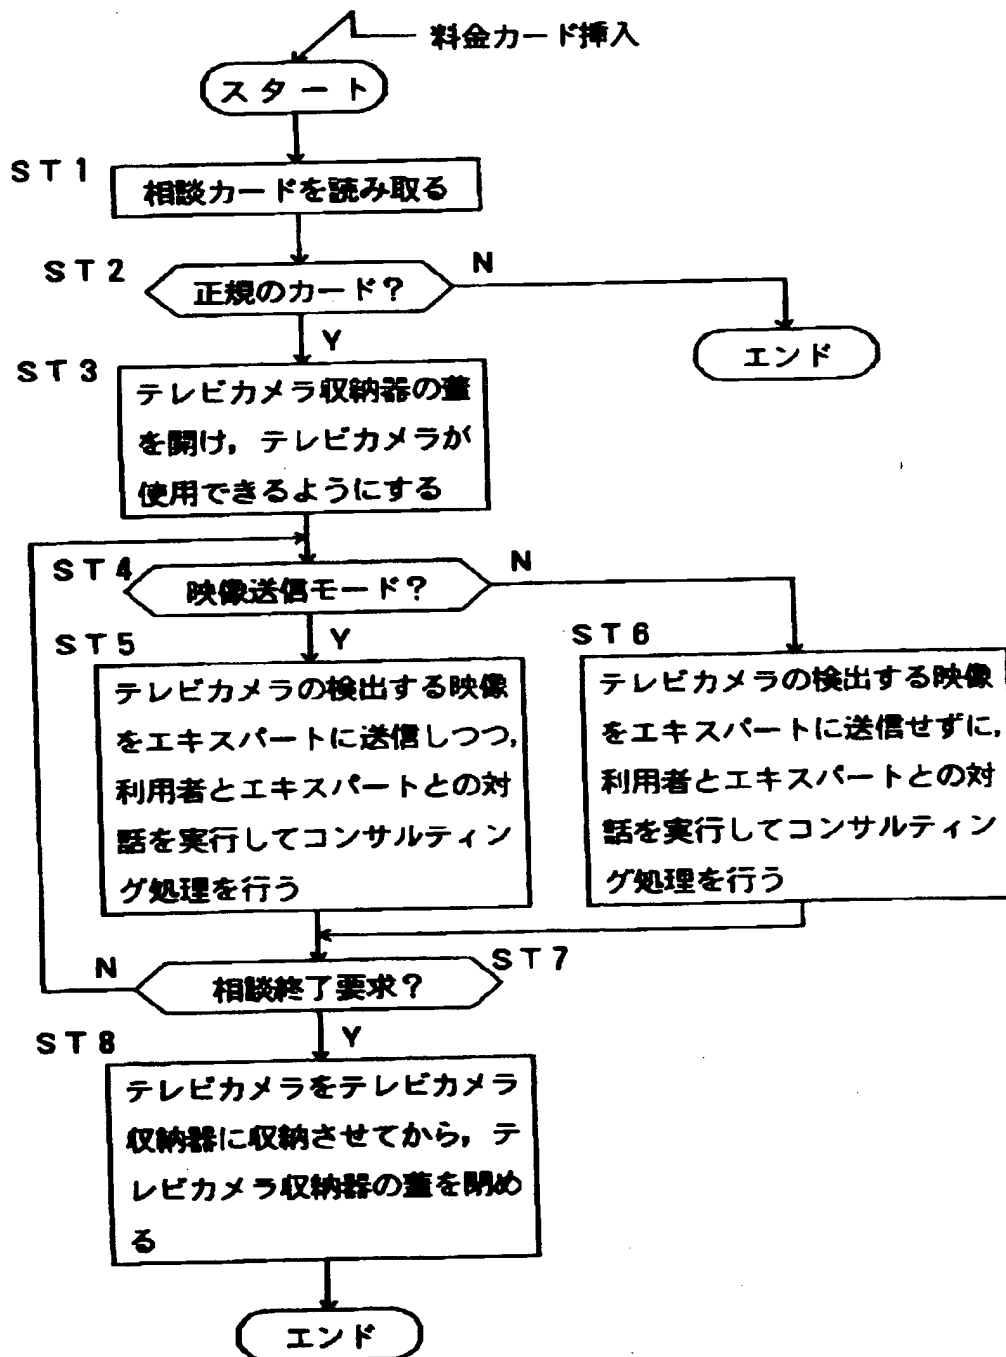 料金カード挿入
スタート
ST1
相談カードを読み取る
ST2
正規のカード?
N
Y
エンド
ST3
テレビカメラ収納器の蓋
を開け,テレビカメラが
使用できるようにする
ST4
映像送信モード?
N
Y
ST5
テレビカメラの検出する映像
をエキスパートに送信しつつ,
利用者とエキスパートとの対
話を実行してコンサルティン
グ処理を行う
ST6
テレビカメラの検出する映像
をエキスパートに送信せずに,
利用者とエキスパートとの対
話を実行してコンサルティン
グ処理を行う
ST7
相談終了要求?
N
Y
ST8
テレビカメラをテレビカメラ
収納器に収納させてから,テ
レビカメラ収納器の蓋を閉め
る
エンド